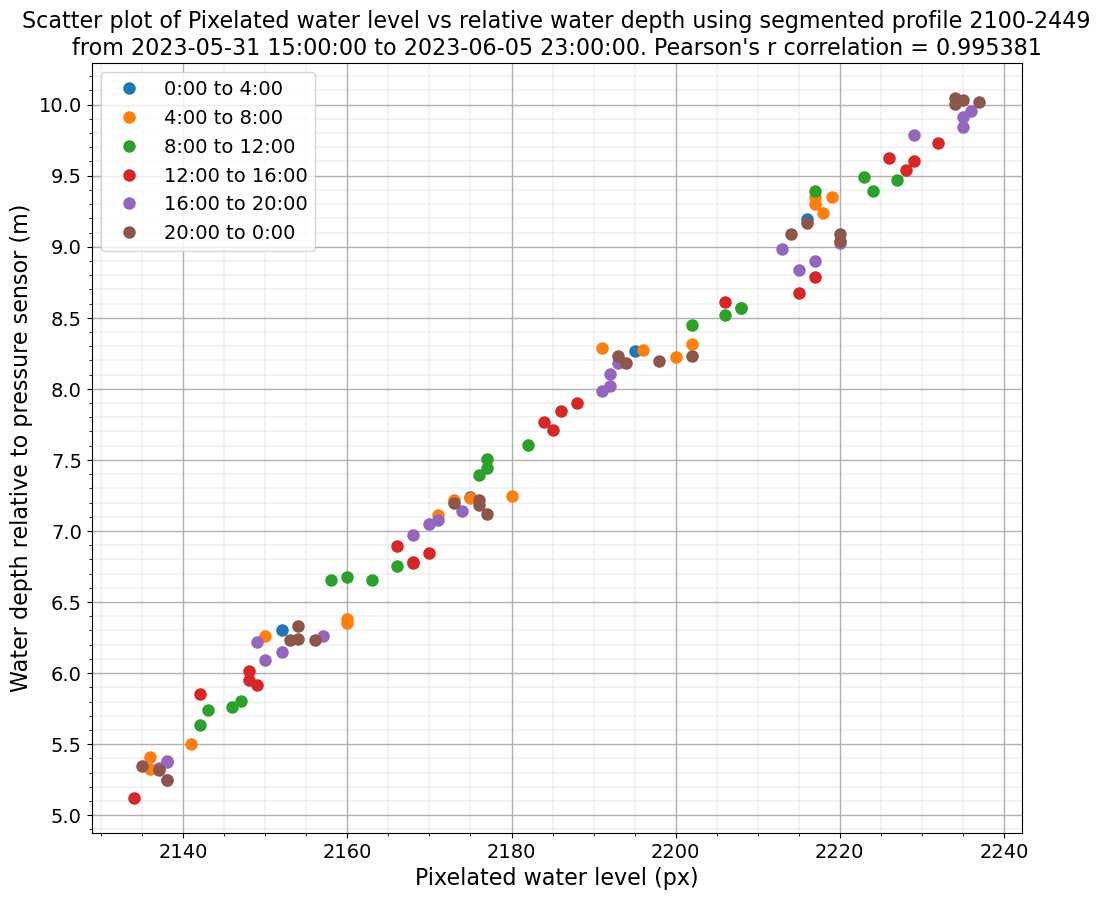 Scatter plot of Pixelated water level vs relative water depth using segmented profile 2100-2449
from 2023-05-31 15:00:00 to 2023-06-05 23:00:00. Pearson's r correlation = 0.995381
0:00 to 4:00
4:00 to 8:00
8:00 to 12:00
12:00 to 16:00
16:00 to 20:00
20:00 to 0:00
Water depth relative to pressure sensor (m)
10.0
9.5
9.0
8.5
8.0
7.5
7.0
6.5
6.0
5.5
5.0
2140 2160 2180 2200 2220 2240
Pixelated water level (px)